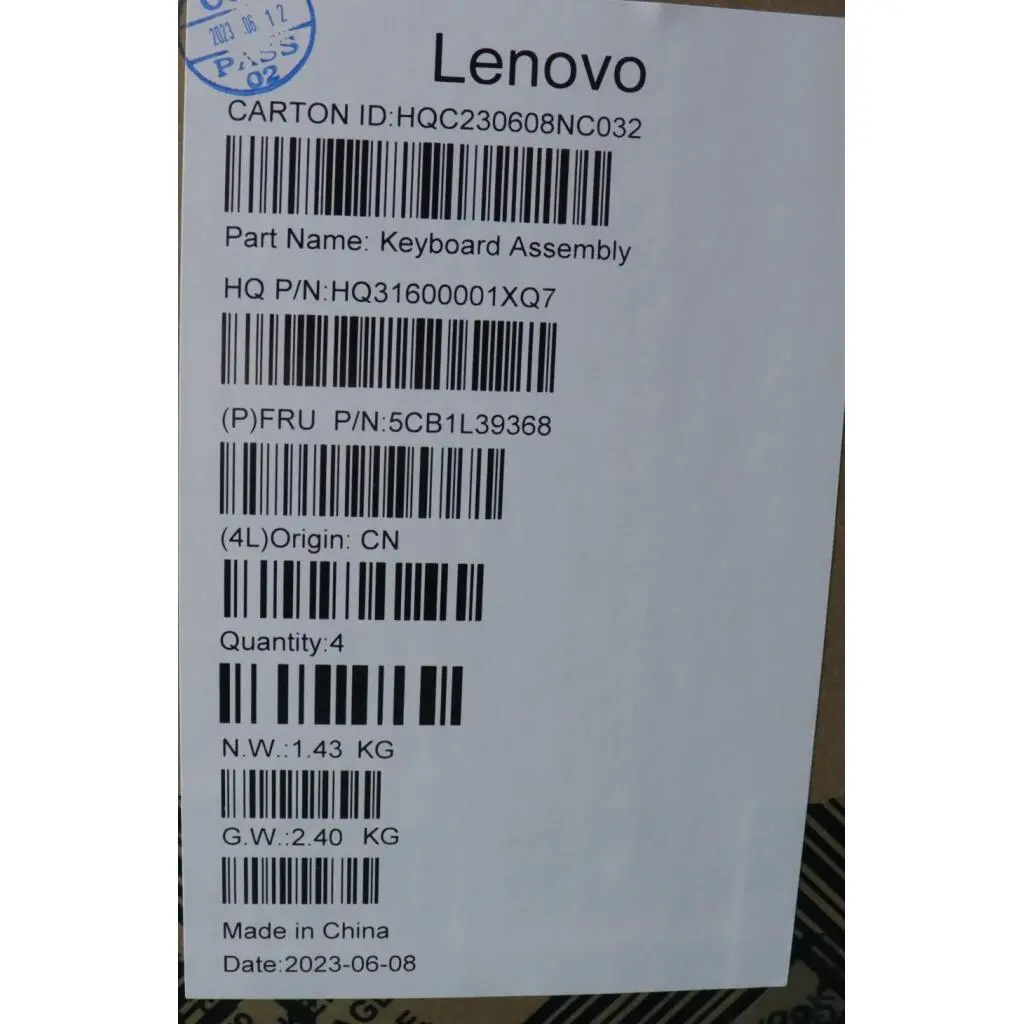 2023 06 12
PASS
02
Lenovo
CARTON ID:HQC230608NC032
Part Name: Keyboard Assembly
HQ P/N:HQ31600001XQ7
(P)FRU P/N:5CB1L39368
(4L)Origin: CN
Quantity:4
N.W.:1.43 KG
G.W.:2.40 KG
Made in China
Date:2023-06-08